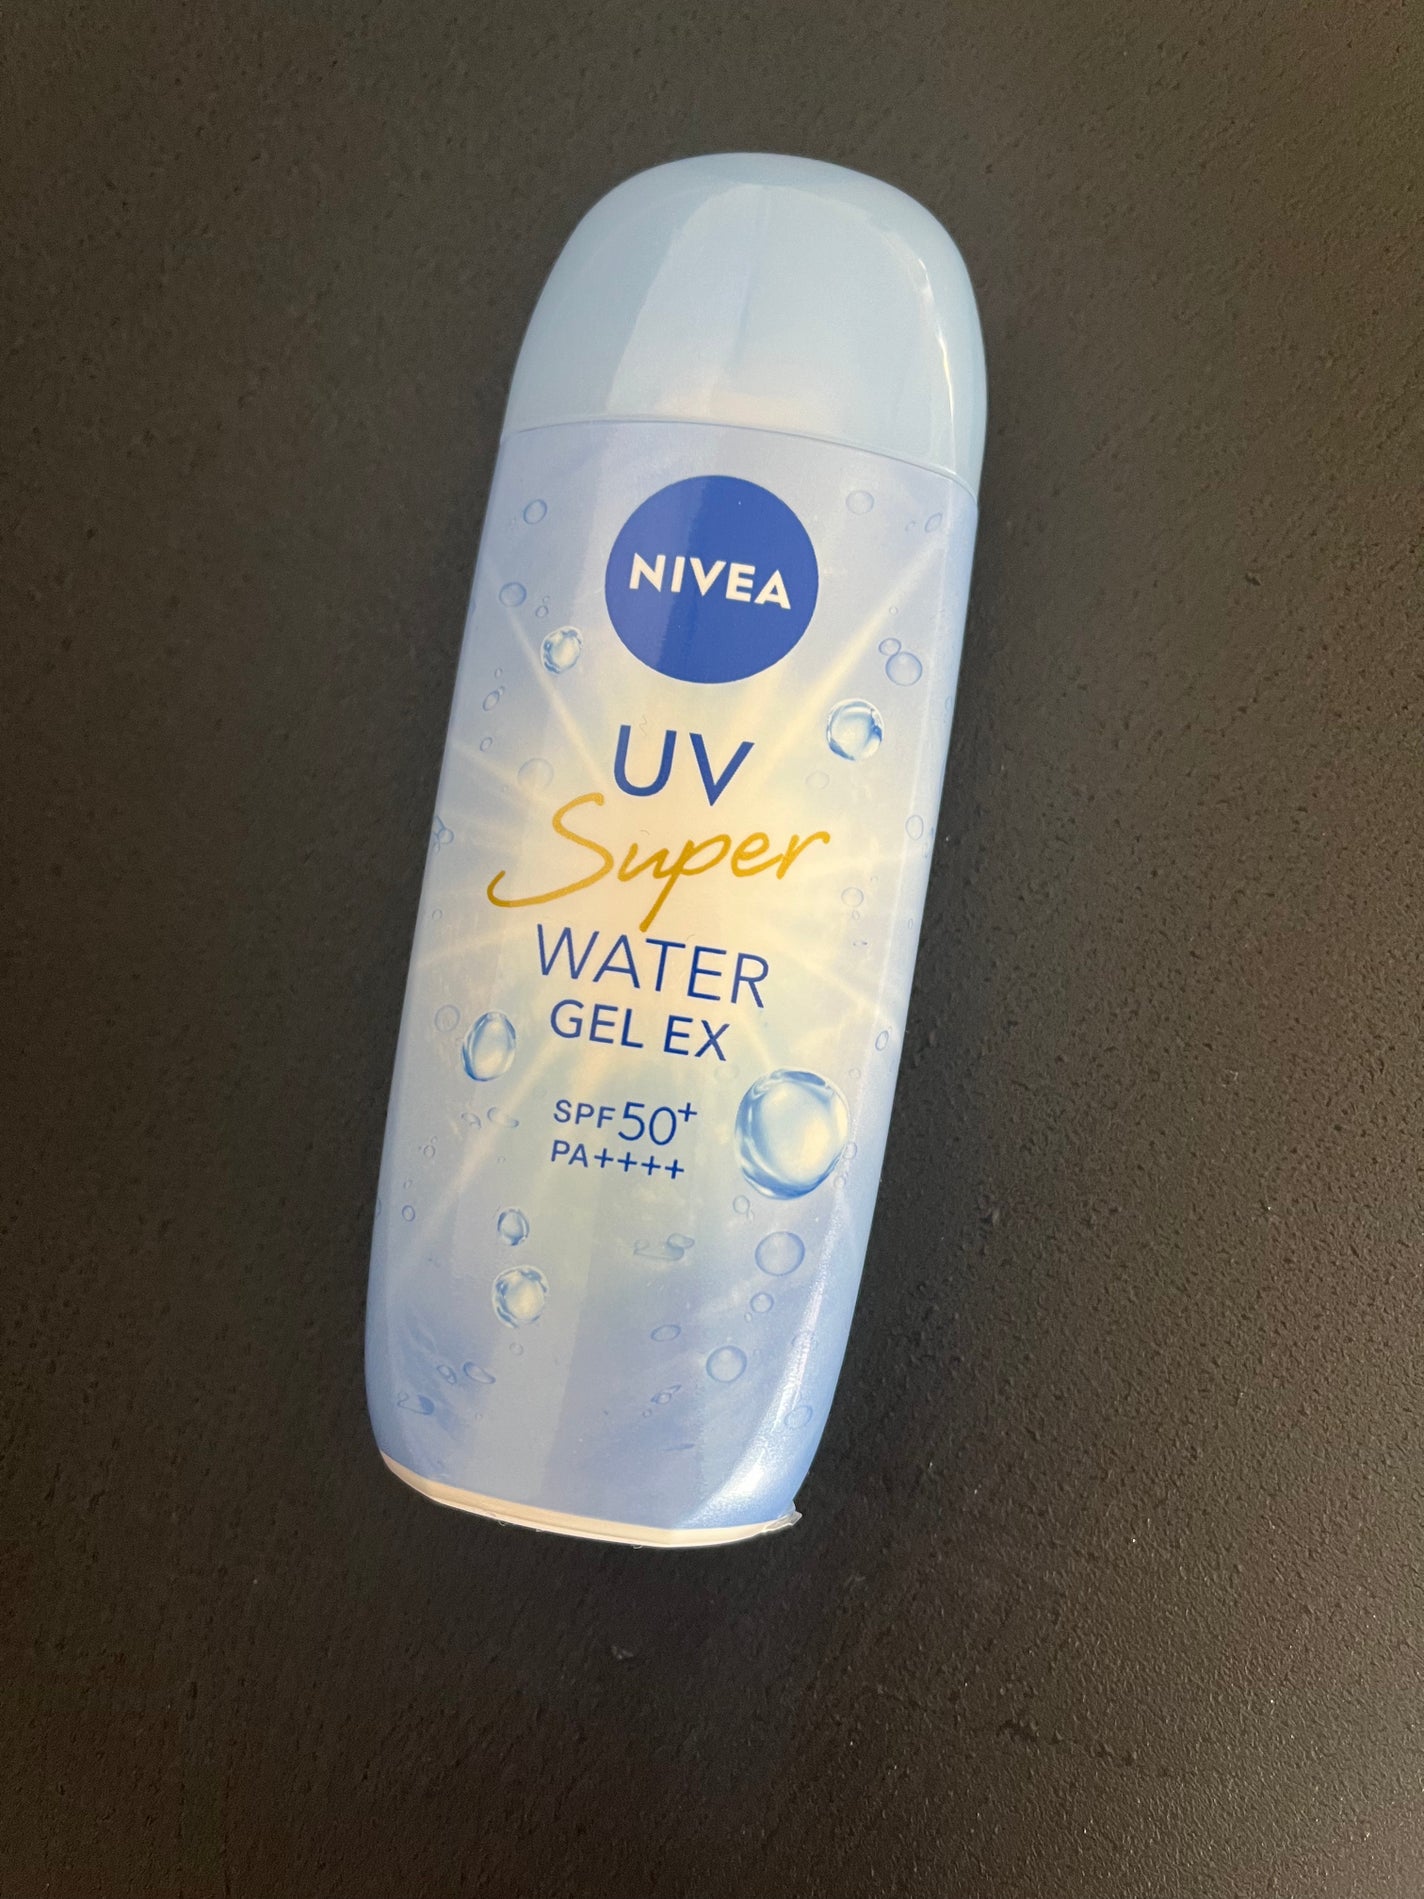 NIVEA
UV
Super
WATER
GEL EX
SPF50+
PA++++